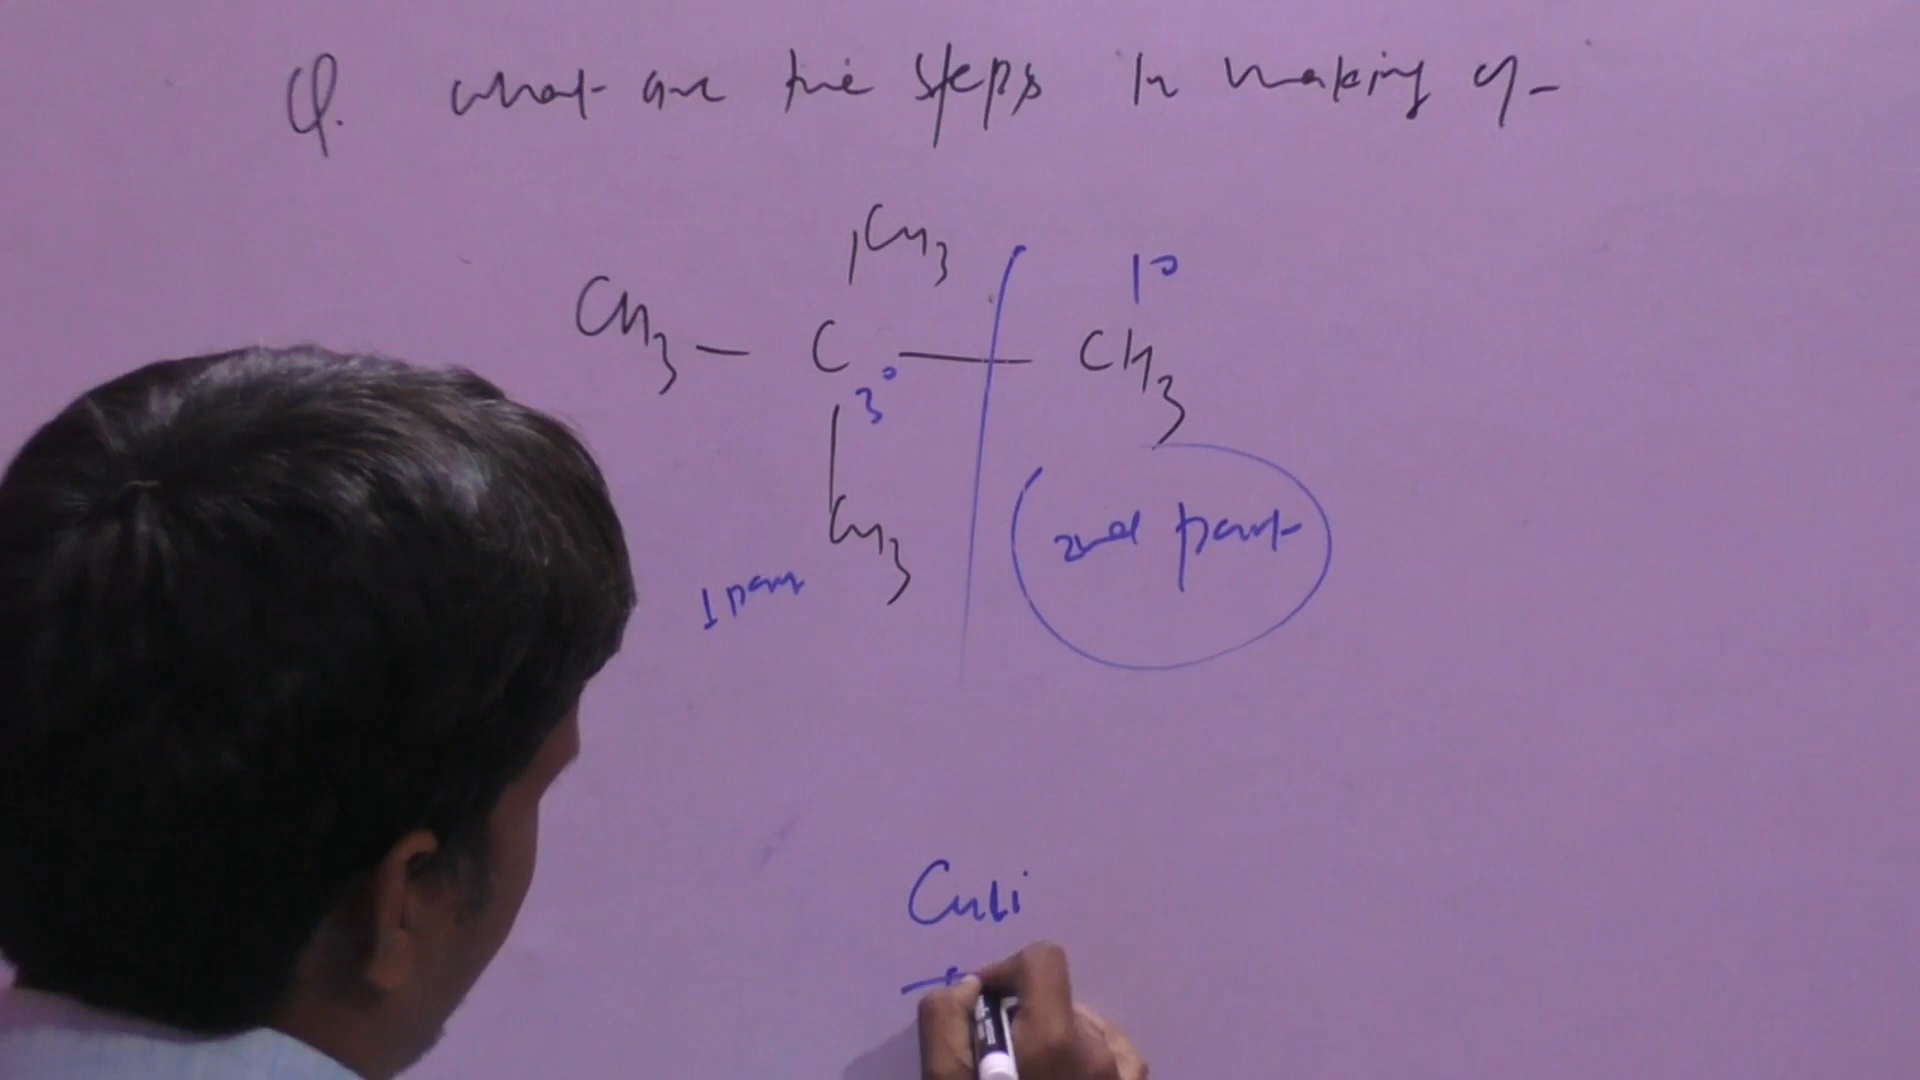 Q. what are the steps in making of-
CH3
CH3 — C — CH3
1°
3°
CH3
1 part
2nd part
CuLi